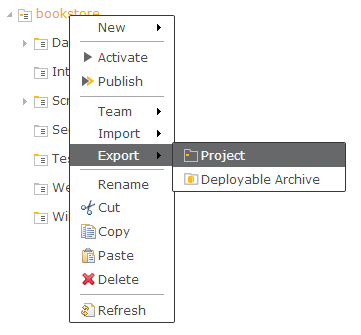 bookstore
New
Da
Activate
Int
Publish
Scr
Team
Sec
Import
Tes
Export
Project
Deployable Archive
We
Rename
Wi
Cut
Copy
Paste
Delete
Refresh